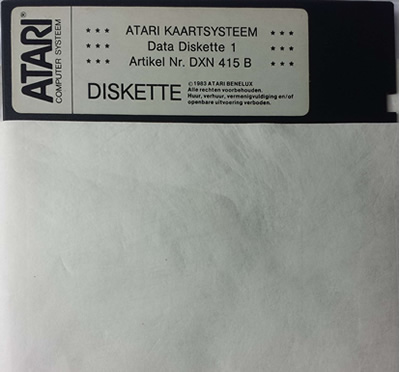 ATARI®
COMPUTER SYSTEEM
*** ATARI KAARTSYSTEEM ***
*** Data Diskette 1 ***
*** Artikel Nr. DXN 415 B ***
DISKETTE
© 1983 ATARI BENELUX
Alle rechten voorbehouden.
Huur, verhuur, vermenigvuldiging en/of
openbare uitvoering verboden.